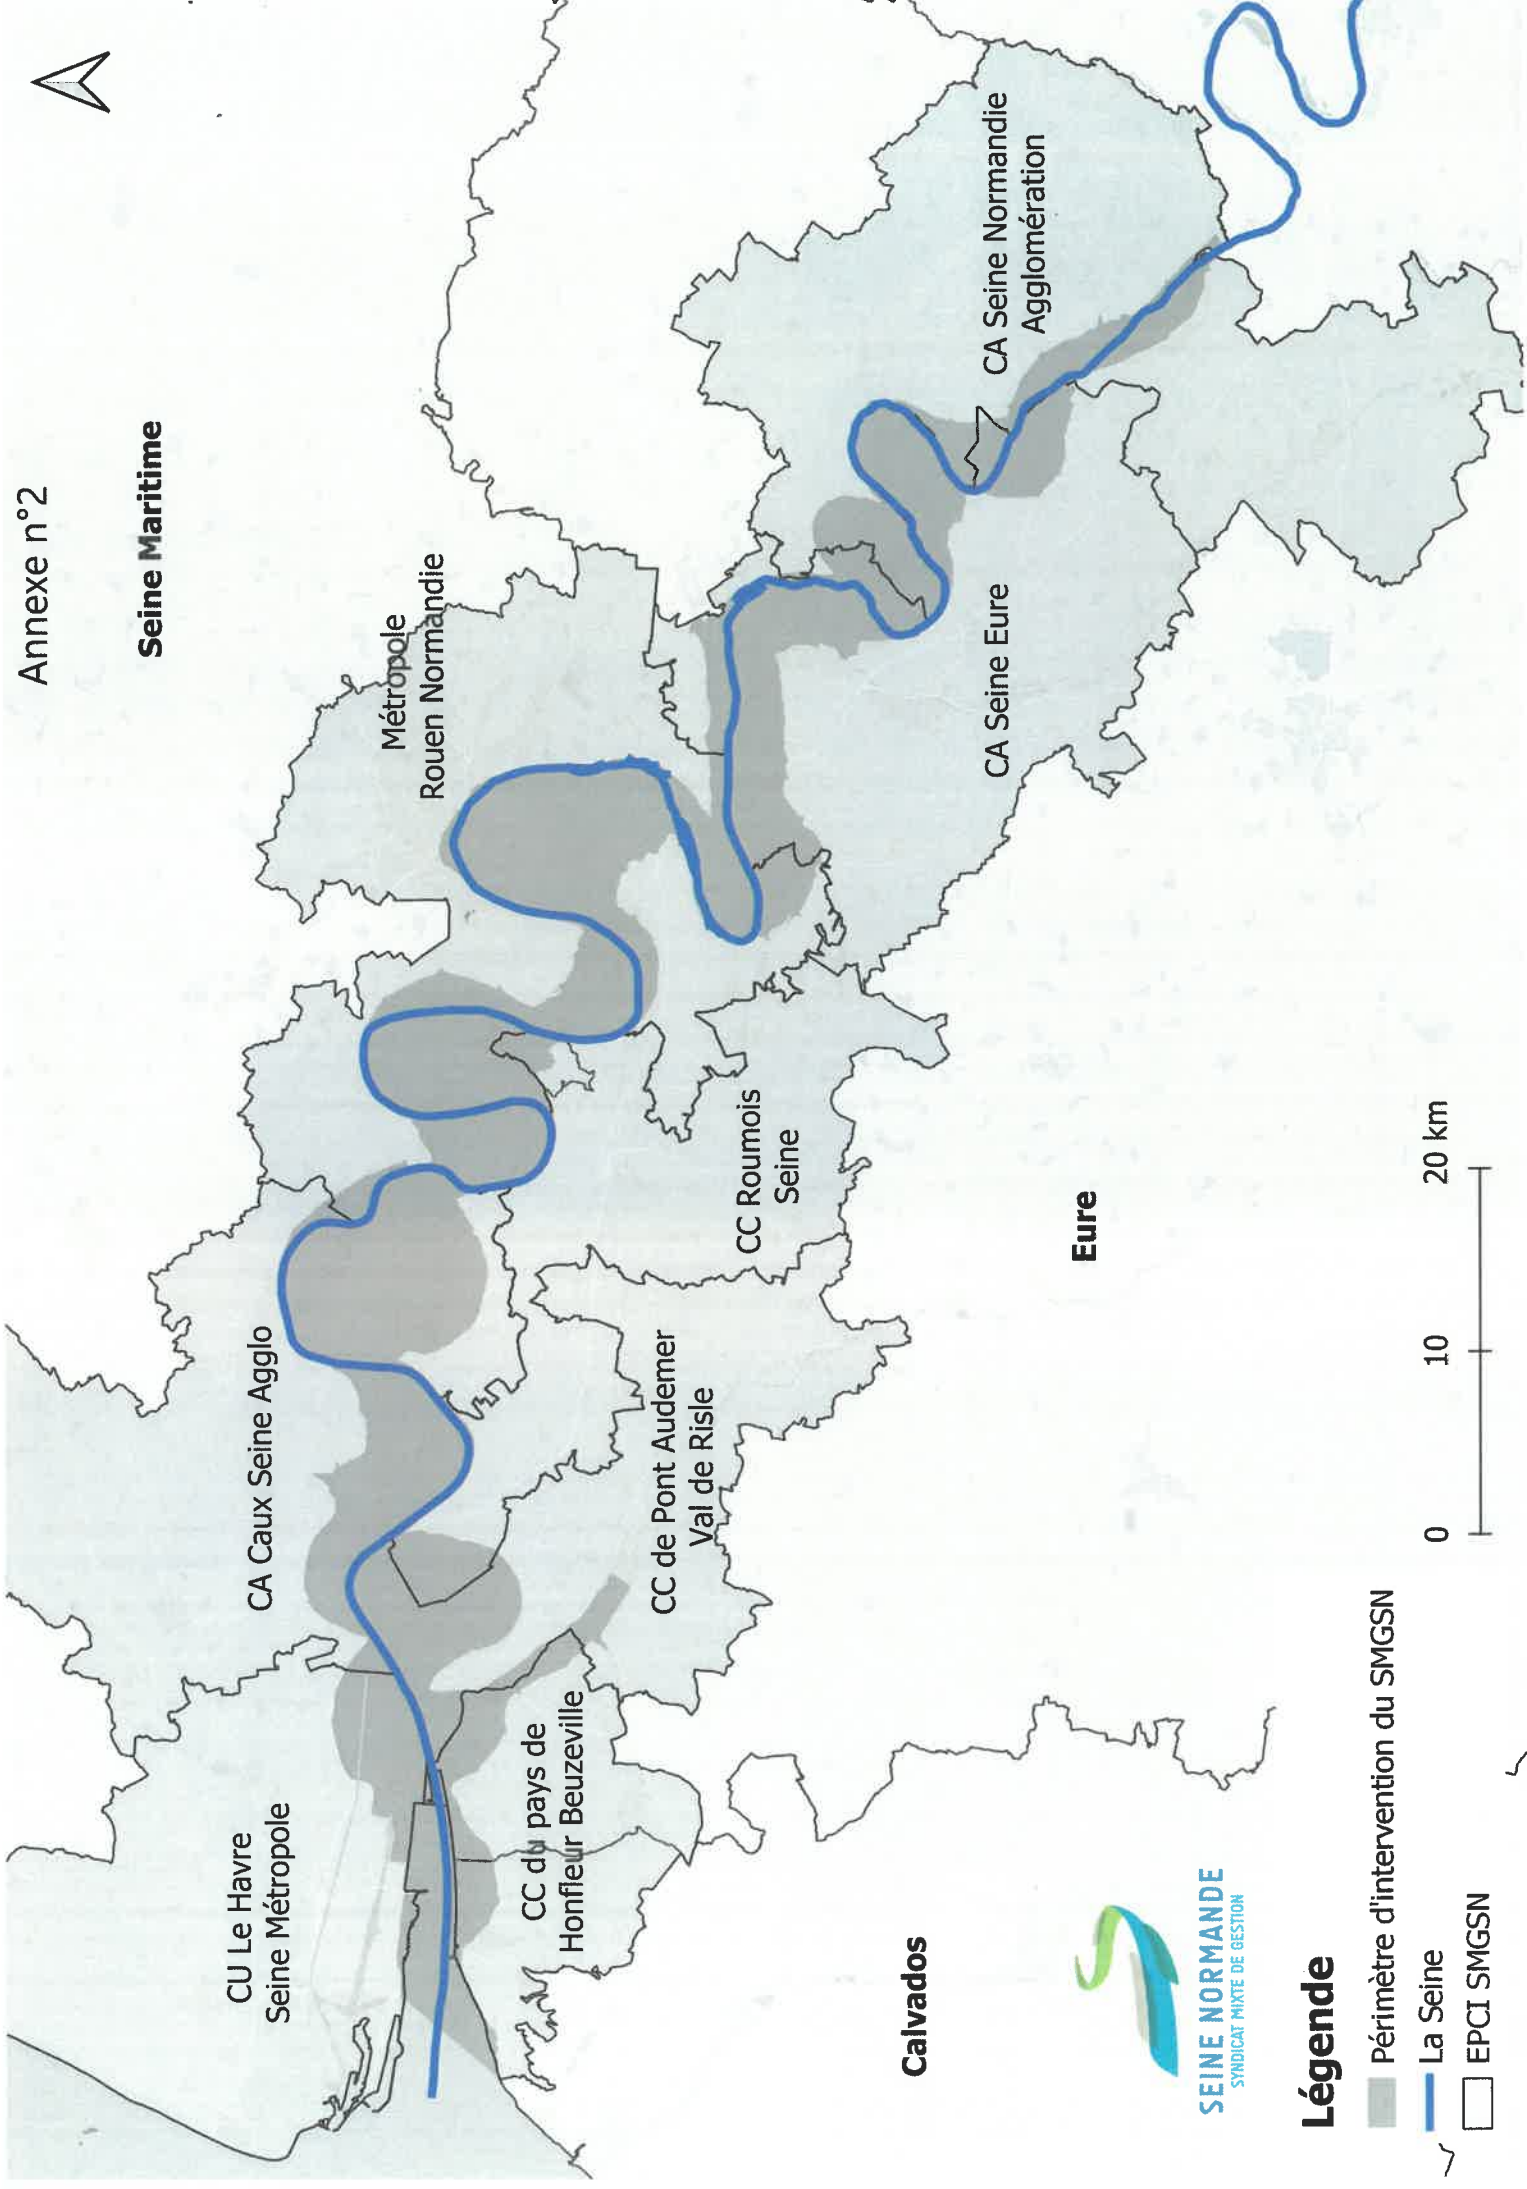 Annexe n°2
Seine Maritime
Métropole
Rouen Normandie
CA Seine Normandie
Agglomération
CA Seine Eure
CA Caux Seine Agglo
CC Roumois
Seine
CC de Pont Audemer
Val de Risle
CU Le Havre
Seine Métropole
CC du pays de
Honfleur Beuzeville
Eure
Calvados
SEINE NORMANDE
SYNDICAT MIXTE DE GESTION
Légende
Périmètre d'intervention du SMGSN
La Seine
EPCI SMGSN
0 10 20 km